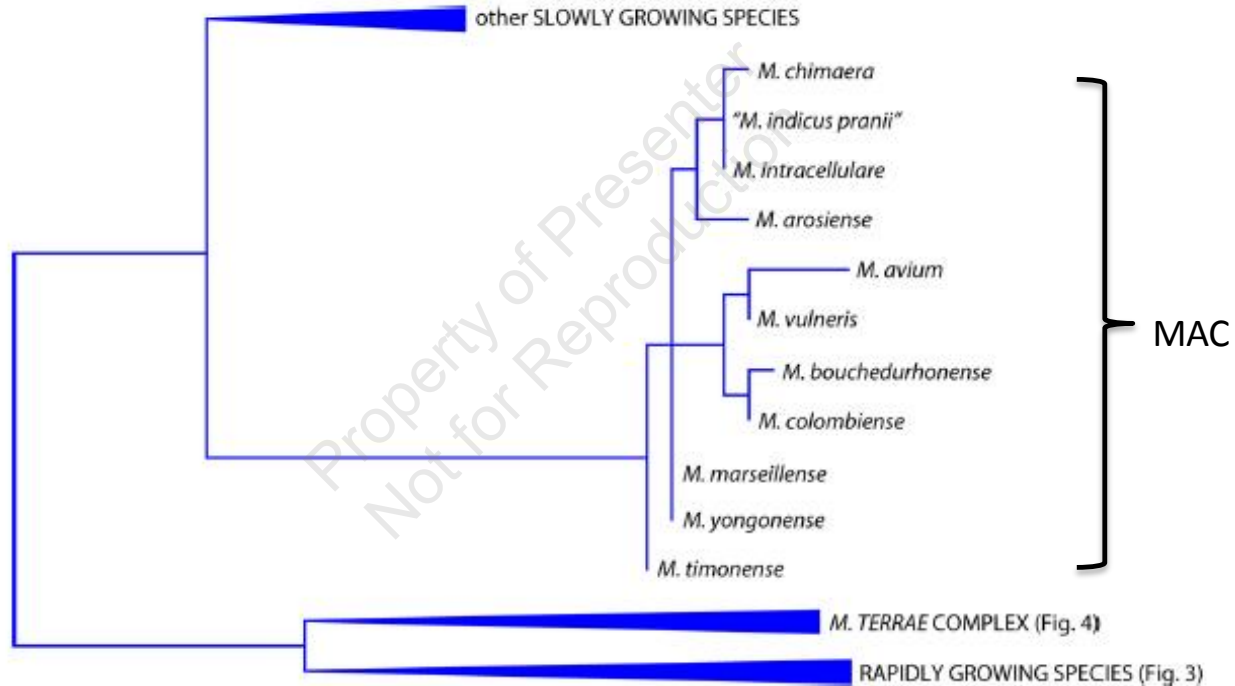 other SLOWLY GROWING SPECIES
M. chimaera
"M. indicus pranii"
M. intracellulare
M. arosiense
M. avium
M. vulneris
MAC
M. bouchedurhonense
M. colombiense
M. marseillense
M. yongonense
M. timonense
M. TERRAE COMPLEX (Fig. 4)
RAPIDLY GROWING SPECIES (Fig. 3)
Property of Presenter
Not for Reproduction